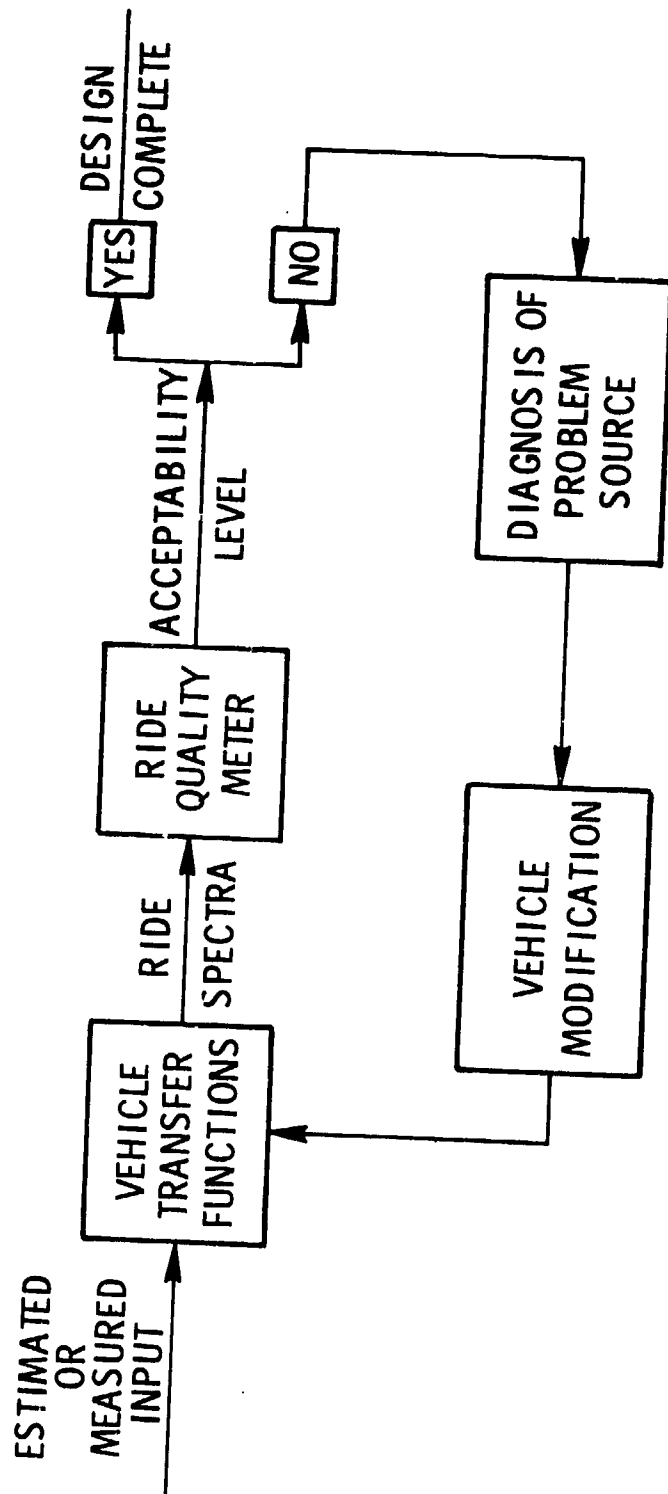 ESTIMATED
OR
MEASURED
INPUT
VEHICLE
TRANSFER
FUNCTIONS
RIDE
SPECTRA
RIDE
QUALITY
METER
ACCEPTABILITY
LEVEL
YES
DESIGN
COMPLETE
NO
DIAGNOSIS OF
PROBLEM
SOURCE
VEHICLE
MODIFICATION